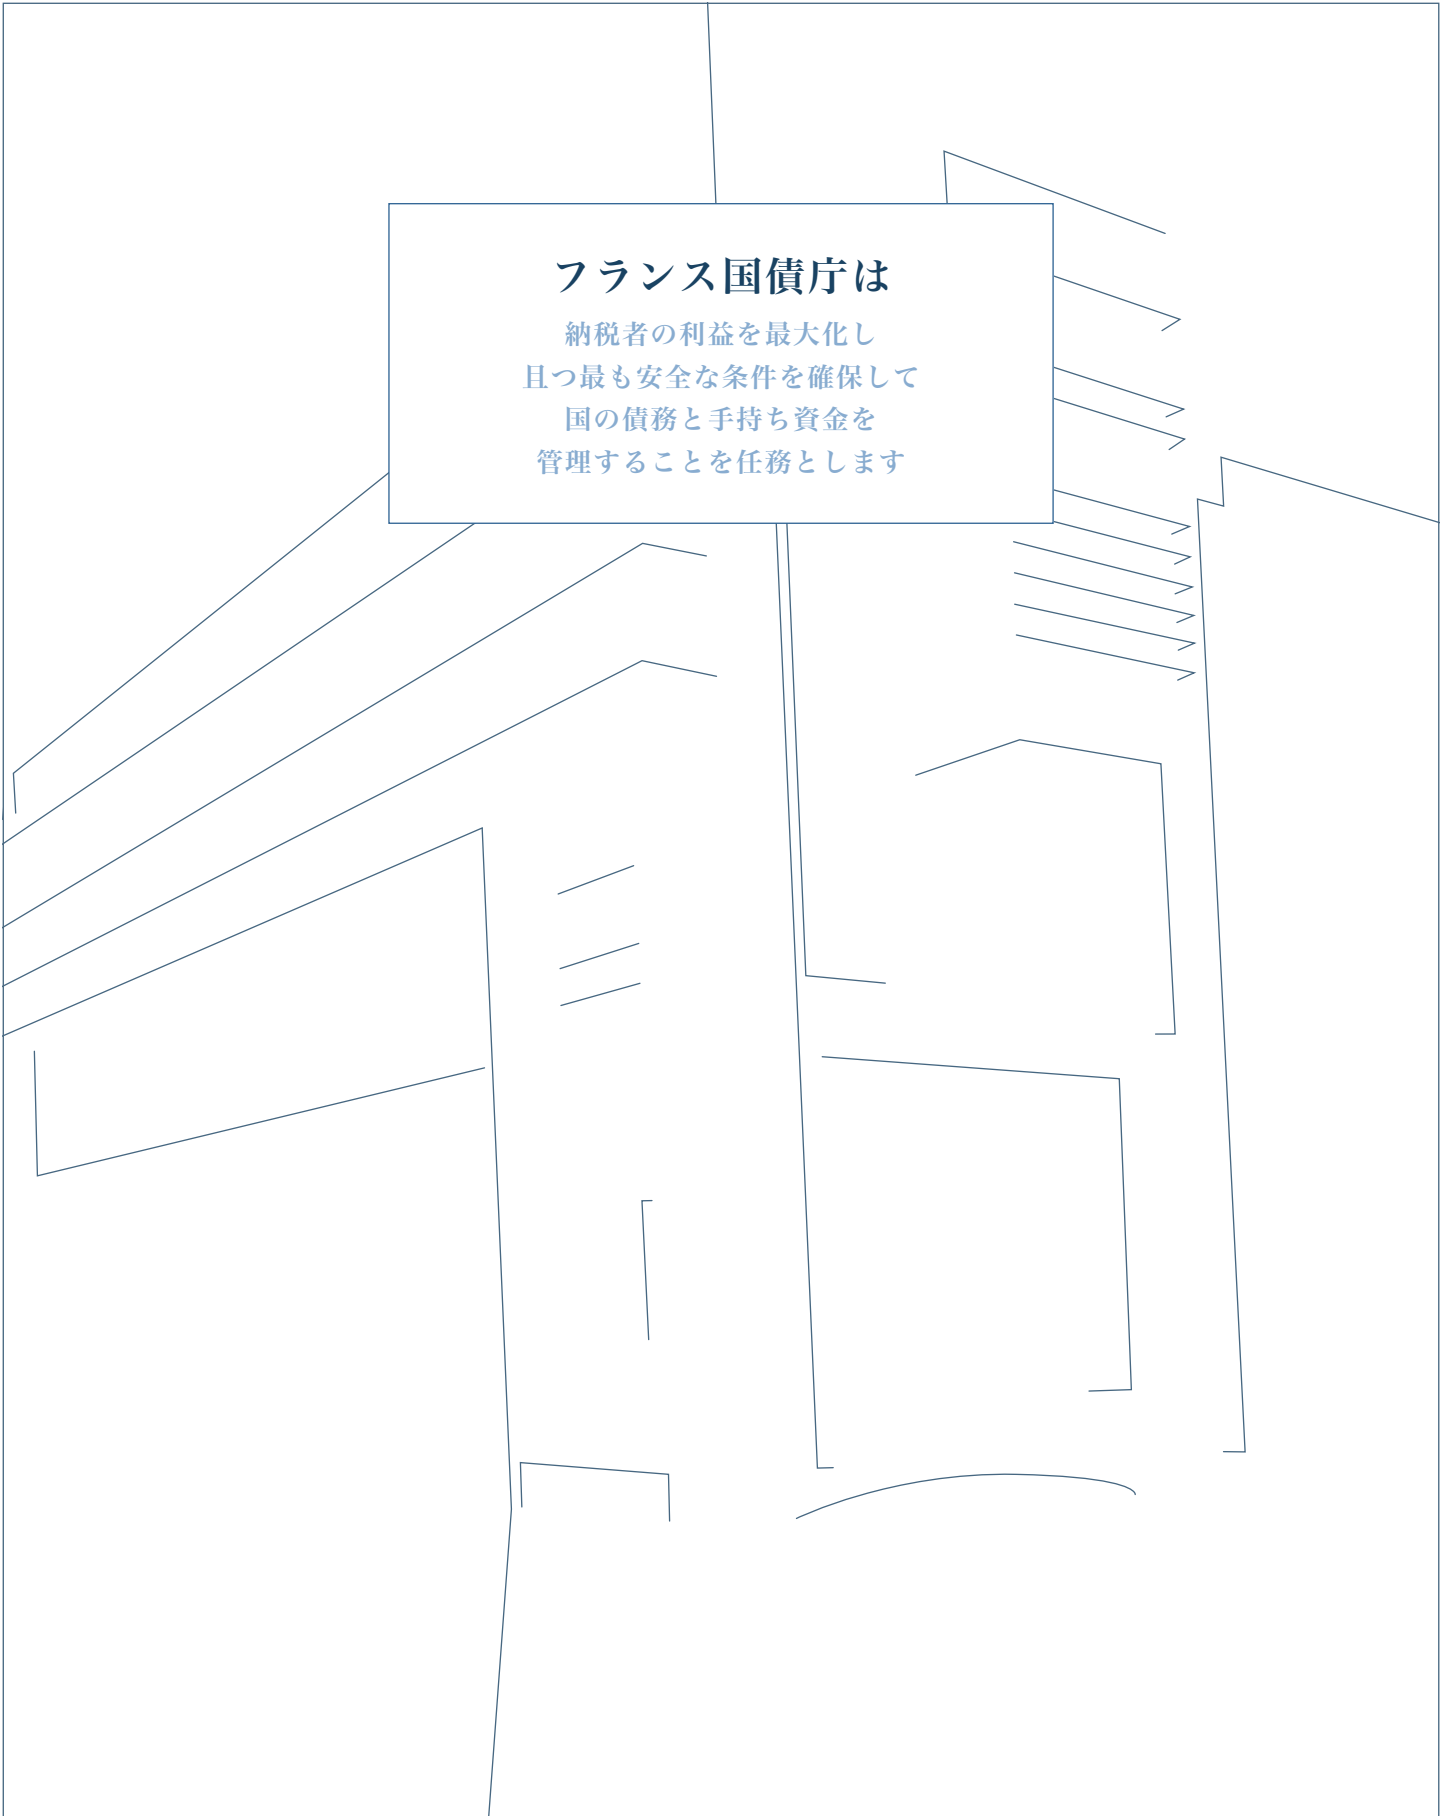 フランス国債庁は
納税者の利益を最大化し
且つ最も安全な条件を確保して
国の債務と手持ち資金を
管理することを任務とします